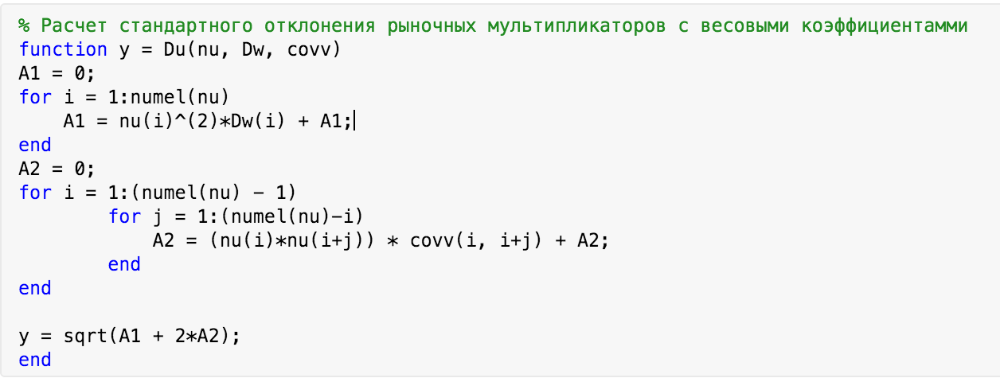 % Расчет стандартного отклонения рыночных мультипликаторов с весовыми коэффициентамми
function y = Du(nu, Dw, covv)
A1 = 0;
for i = 1:numel(nu)
    A1 = nu(i)^(2)*Dw(i) + A1;
end
A2 = 0;
for i = 1:(numel(nu) - 1)
        for j = 1:(numel(nu)-i)
            A2 = (nu(i)*nu(i+j)) * covv(i, i+j) + A2;
        end
end
y = sqrt(A1 + 2*A2);
end